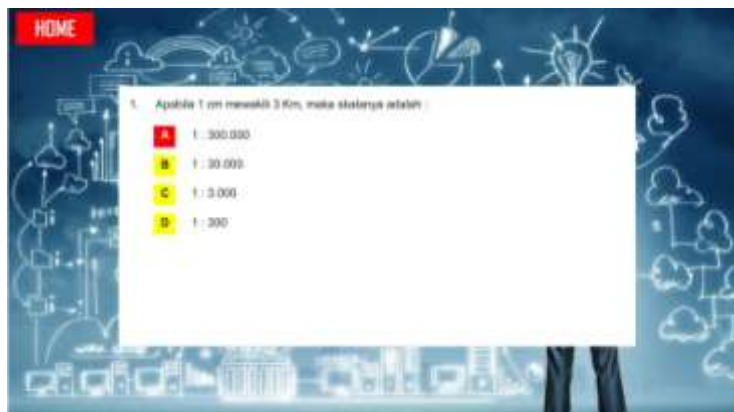 HOME
1. Apabila 1 cm mewakili 3 Km, maka skalanya adalah :
A 1 : 300.000
B 1 : 30.000
C 1 : 3.000
D 1 : 300